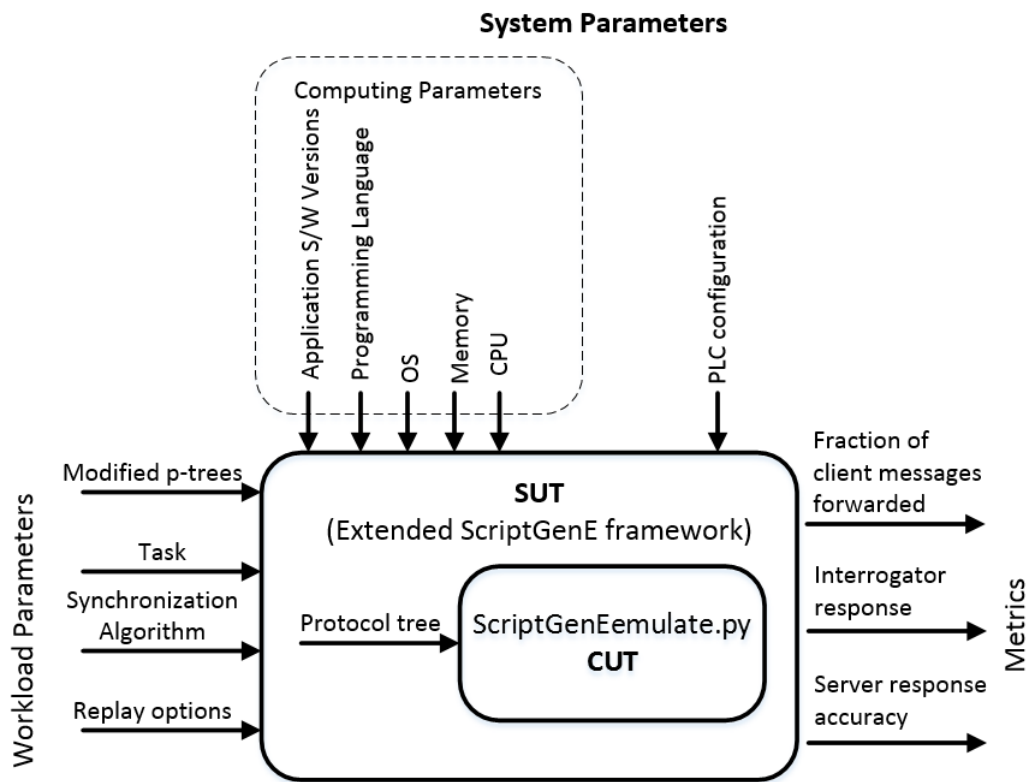 System Parameters
Computing Parameters
Application S/W Versions
Programming Language
OS
Memory
CPU
PLC configuration
Workload Parameters
Modified p-trees
Task
Synchronization
Algorithm
Replay options
SUT
(Extended ScriptGenE framework)
Protocol tree
ScriptGenEemulate.py
CUT
Fraction of
client messages
forwarded
Interrogator
response
Server response
accuracy
Metrics